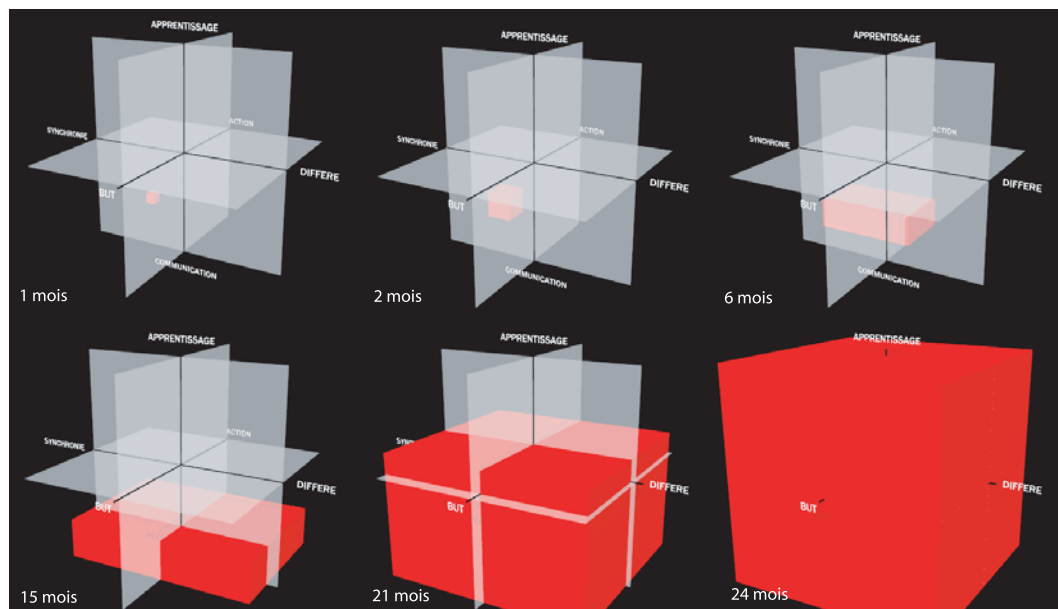 APPRENTISSAGE
SYNCHRONIE
ACTION
DIFFERE
BUT
COMMUNICATION
1 mois
APPRENTISSAGE
SYNCHRONIE
ACTION
DIFFERE
BUT
COMMUNICATION
2 mois
APPRENTISSAGE
SYNCHRONIE
ACTION
DIFFERE
BUT
COMMUNICATION
6 mois
APPRENTISSAGE
SYNCHRONIE
ACTION
DIFFERE
BUT
15 mois
APPRENTISSAGE
DIFFERE
BUT
21 mois
APPRENTISSAGE
DIFFERE
BUT
24 mois